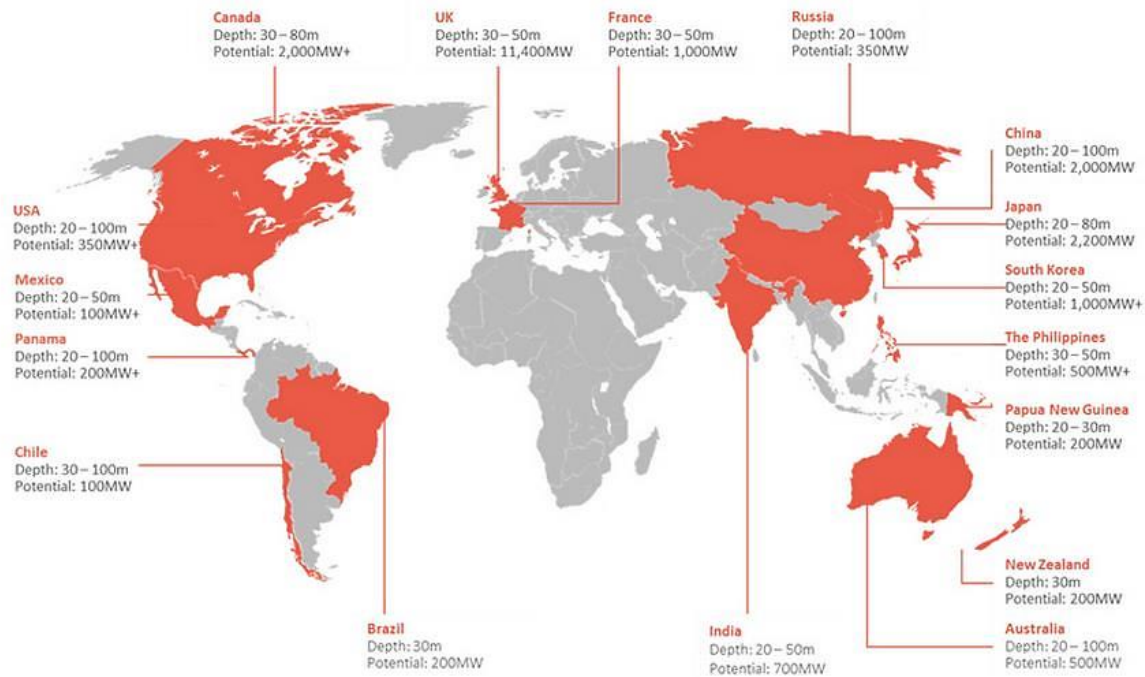 Canada
Depth: 30 – 80m
Potential: 2,000MW+
UK
Depth: 30 – 50m
Potential: 11,400MW
France
Depth: 30 – 50m
Potential: 1,000MW
Russia
Depth: 20 – 100m
Potential: 350MW
China
Depth: 20 – 100m
Potential: 2,000MW
Japan
Depth: 20 – 80m
Potential: 2,200MW
South Korea
Depth: 20 – 50m
Potential: 1,000MW+
The Philippines
Depth: 30 – 50m
Potential: 500MW+
Papua New Guinea
Depth: 20 – 30m
Potential: 200MW
New Zealand
Depth: 30m
Potential: 200MW
Australia
Depth: 20 – 100m
Potential: 500MW
USA
Depth: 20 – 100m
Potential: 350MW+
Mexico
Depth: 20 – 50m
Potential: 100MW+
Panama
Depth: 20 – 100m
Potential: 200MW+
Chile
Depth: 30 – 100m
Potential: 100MW
Brazil
Depth: 30m
Potential: 200MW
India
Depth: 20 – 50m
Potential: 700MW